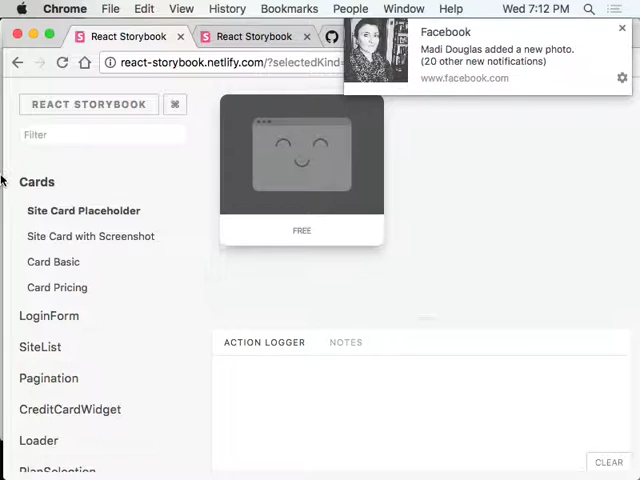 Chrome File Edit View History Bookmarks People Window Help Wed 7:12 PM
React Storybook
React Storybook
react-storybook.netlify.com/?selectedKind=
Facebook
Madi Douglas added a new photo.
(20 other new notifications)
www.facebook.com
REACT STORYBOOK ⌘
Filter
Cards
Site Card Placeholder
Site Card with Screenshot
Card Basic
Card Pricing
LoginForm
SiteList
Pagination
CreditCardWidget
Loader
PlanSelection
FREE
ACTION LOGGER NOTES
CLEAR